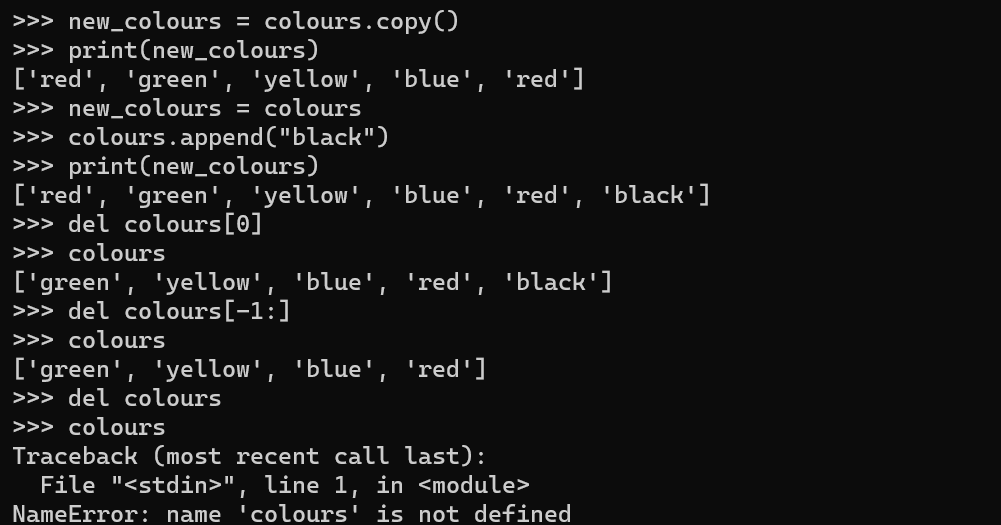 >>> new_colours = colours.copy()
>>> print(new_colours)
['red', 'green', 'yellow', 'blue', 'red']
>>> new_colours = colours
>>> colours.append("black")
>>> print(new_colours)
['red', 'green', 'yellow', 'blue', 'red', 'black']
>>> del colours[0]
>>> colours
['green', 'yellow', 'blue', 'red', 'black']
>>> del colours[-1:]
>>> colours
['green', 'yellow', 'blue', 'red']
>>> del colours
>>> colours
Traceback (most recent call last):
  File "<stdin>", line 1, in <module>
NameError: name 'colours' is not defined